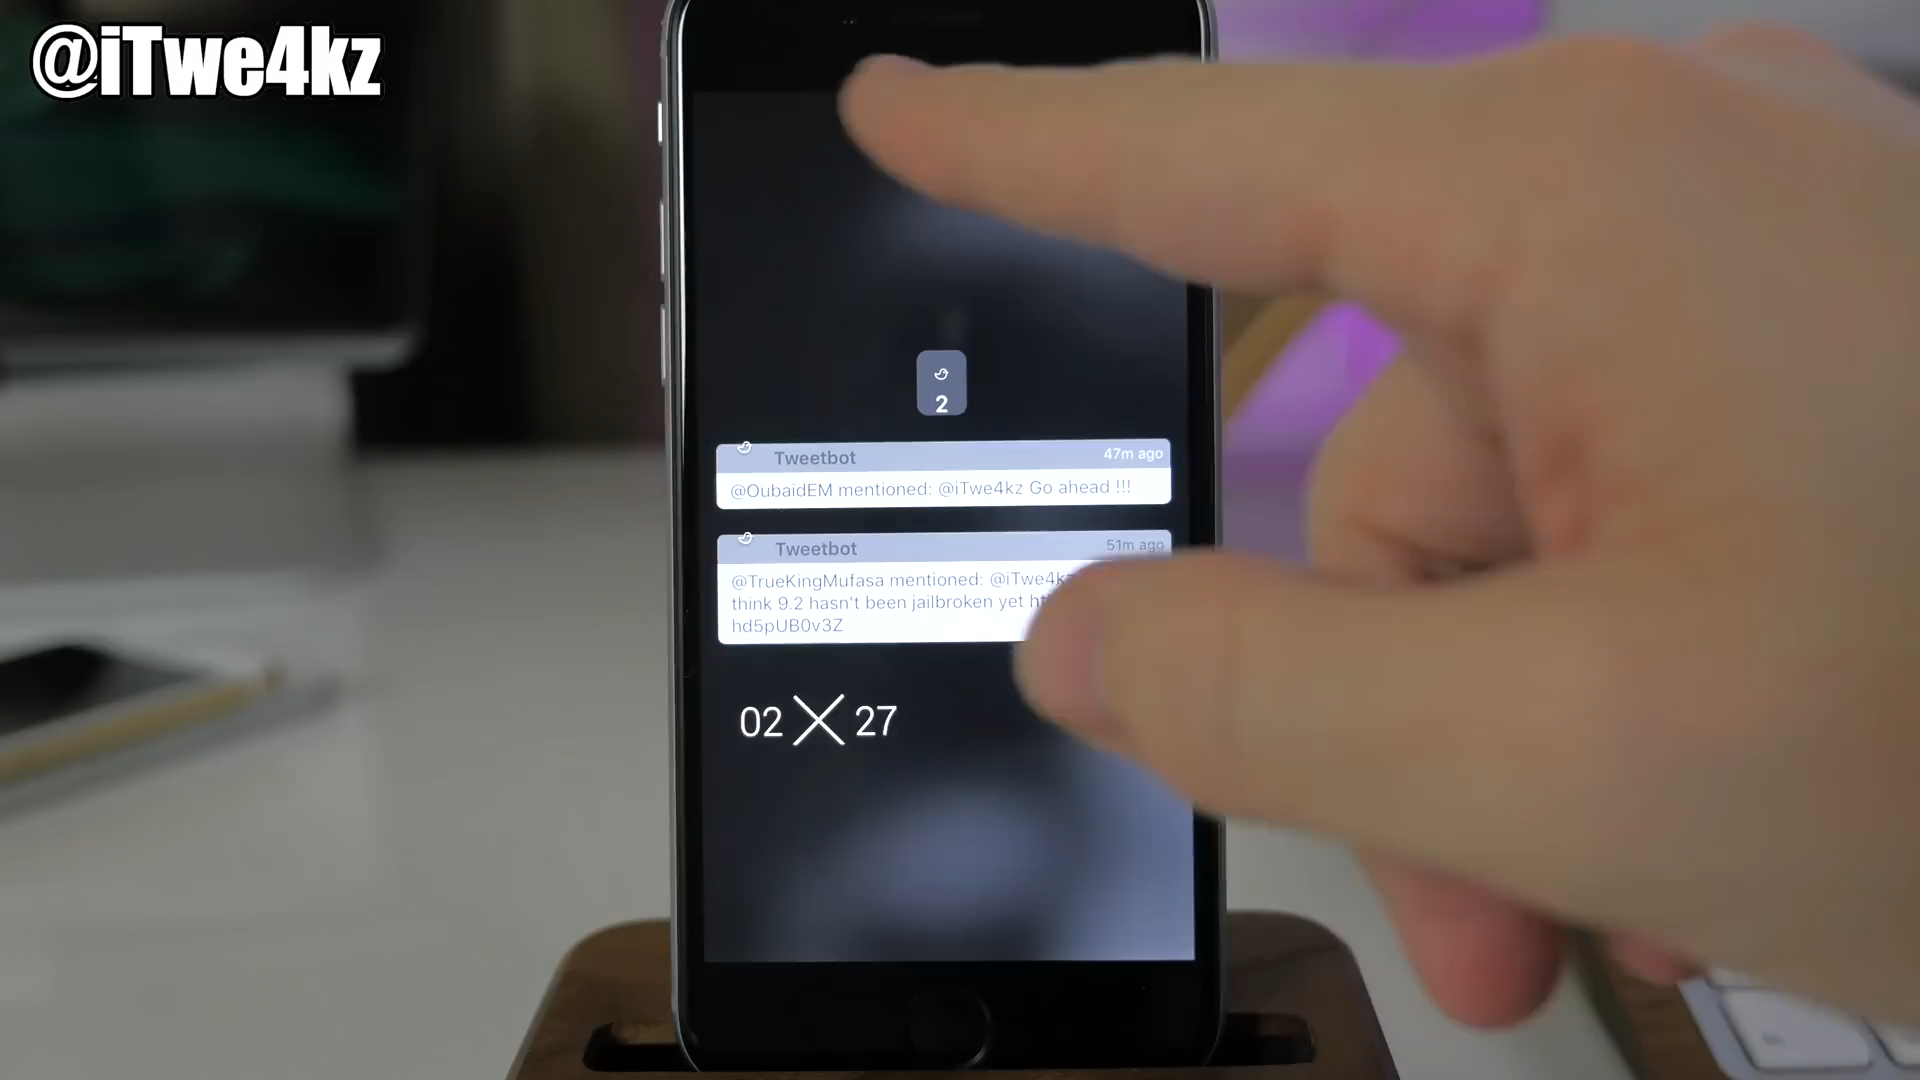 @iTwe4kz
2
Tweetbot
47m ago
@OubaidEM mentioned: @iTwe4kz Go ahead !!!
Tweetbot
51m ago
@TrueKingMufasa mentioned: @iTwe4kz
think 9.2 hasn't been jailbroken yet
hd5pUB0v3Z
02 27